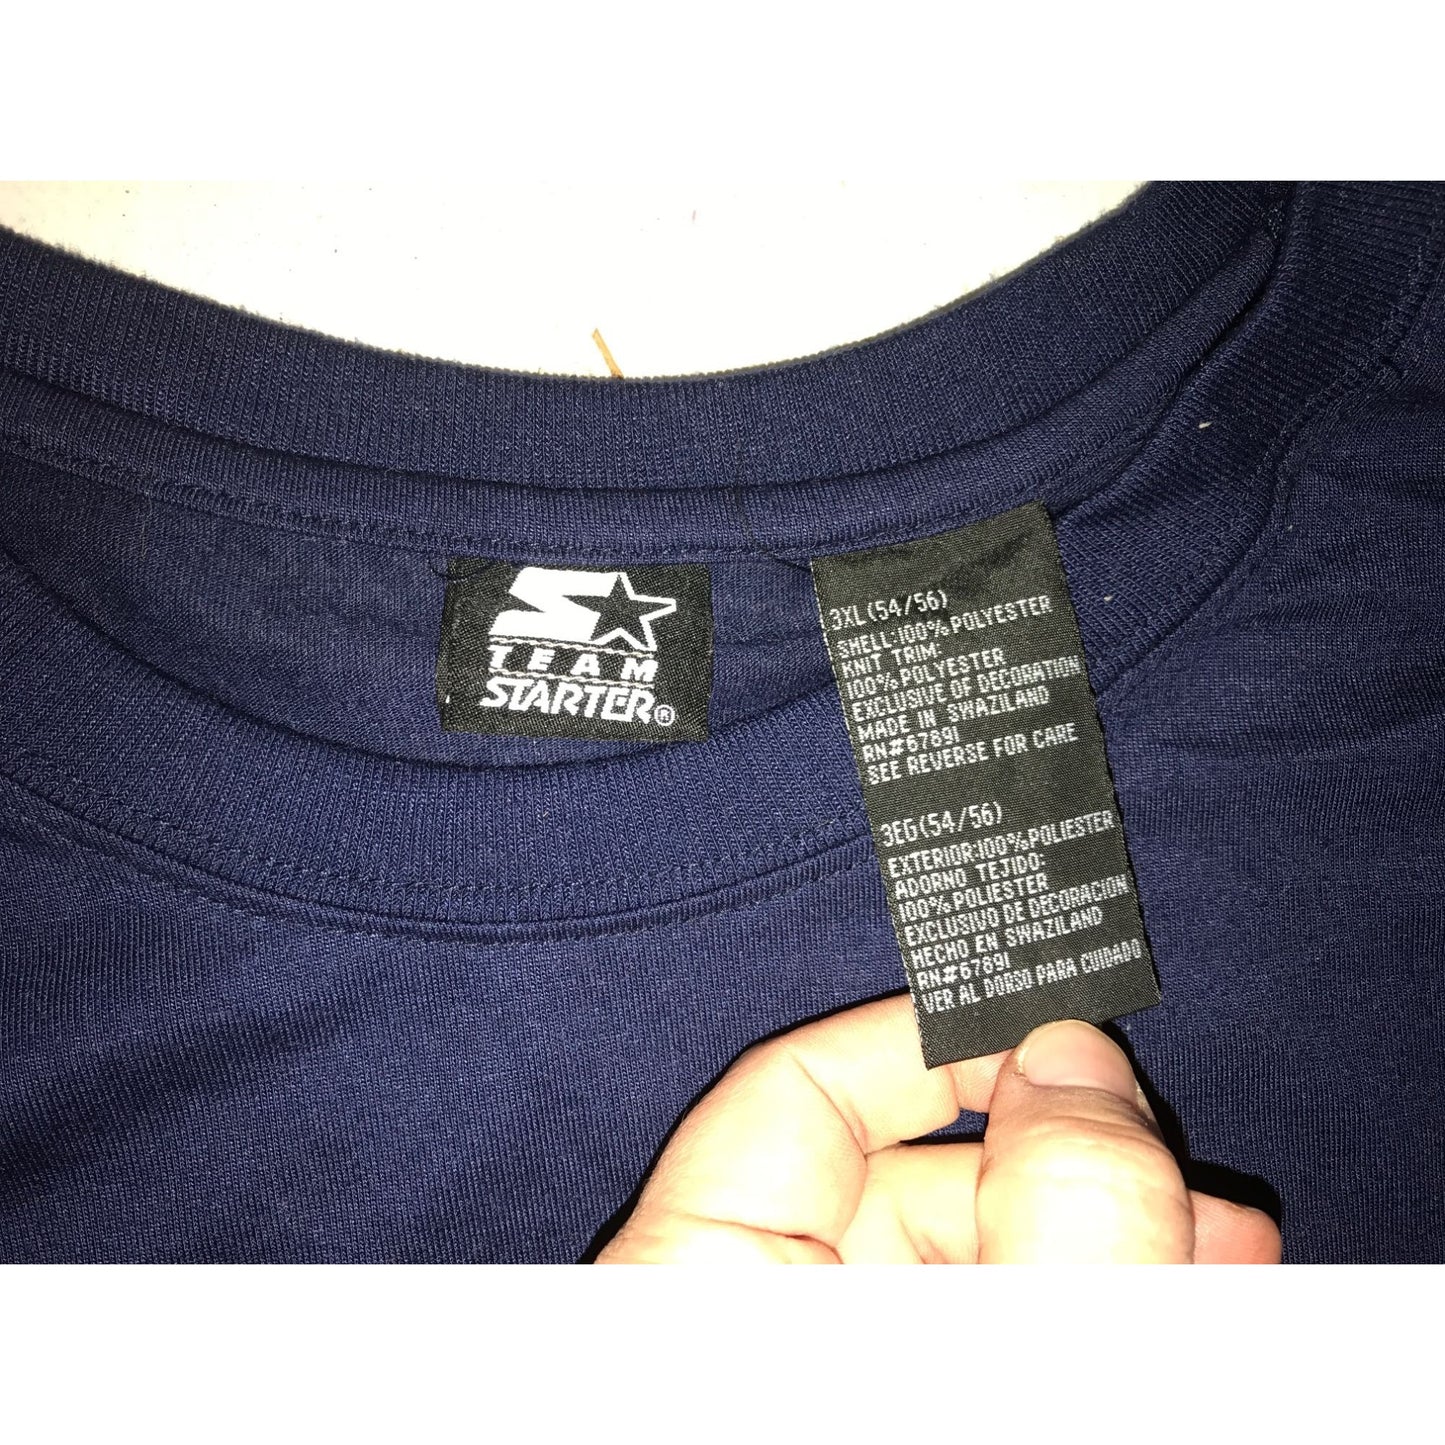 TEAM
STARTER®
3XL(54/56)
SHELL:100%POLYESTER
KNIT TRIM:
100%POLYESTER
EXCLUSIVE OF DECORATION
MADE IN SWAZILAND
RN#67891
SEE REVERSE FOR CARE
3EG(54/56)
EXTERIOR:100%POLIESTER
ADORNO TEJIDO:
100%POLIESTER
EXCLUSIVO DE DECORACION
HECHO EN SWAZILAND
RN#67891
VER AL DORSO PARA CUIDADO